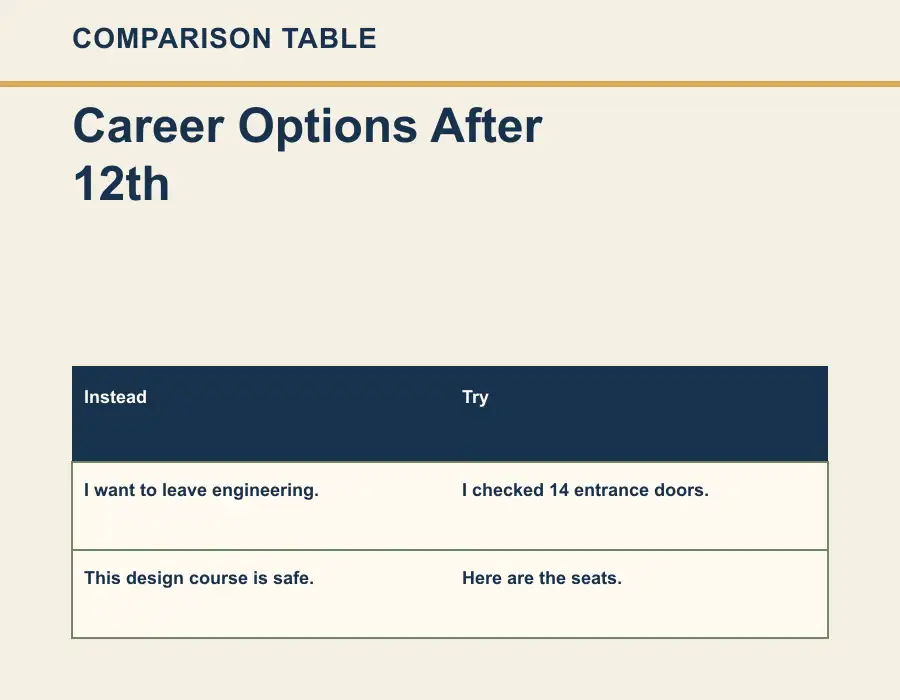 COMPARISON TABLE
Career Options After
12th
Instead Try
I want to leave engineering. I checked 14 entrance doors.
This design course is safe. Here are the seats.